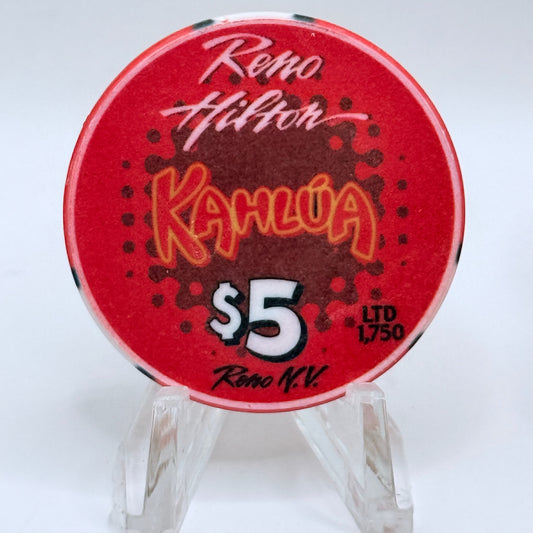 Reno
Hilton
KAHLÚA
$5
LTD
1,750
Reno N.V.